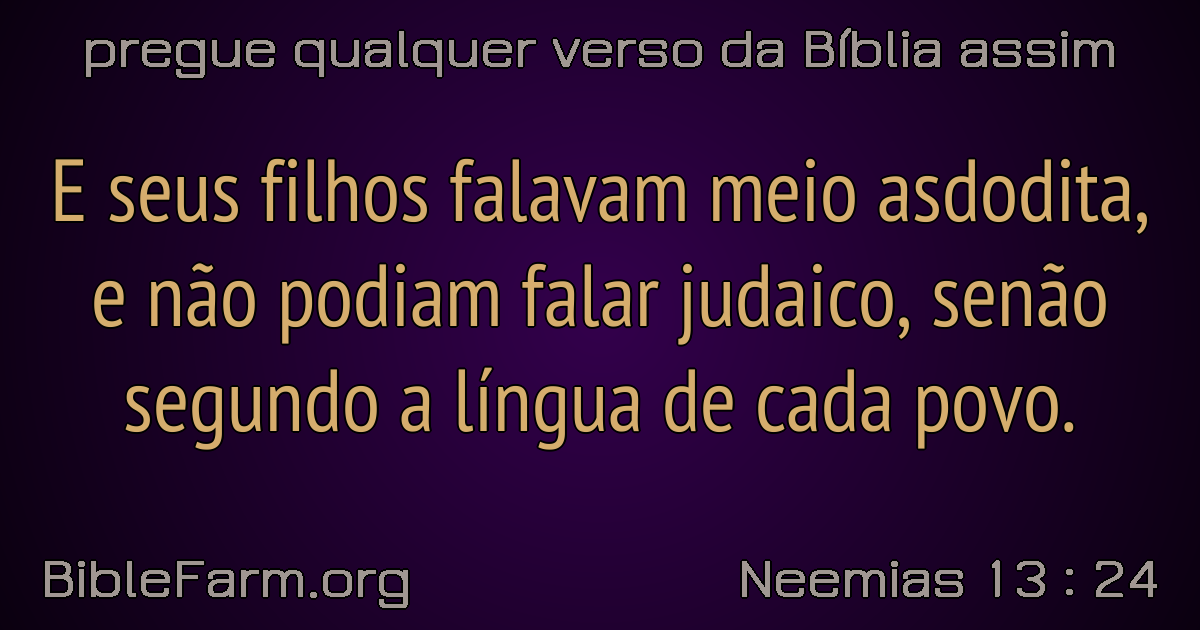 pregue qualquer verso da Bíblia assim
E seus filhos falavam meio asdodita,
e não podiam falar judaico, senão
segundo a língua de cada povo.
BibleFarm.org
Neemias 13 : 24